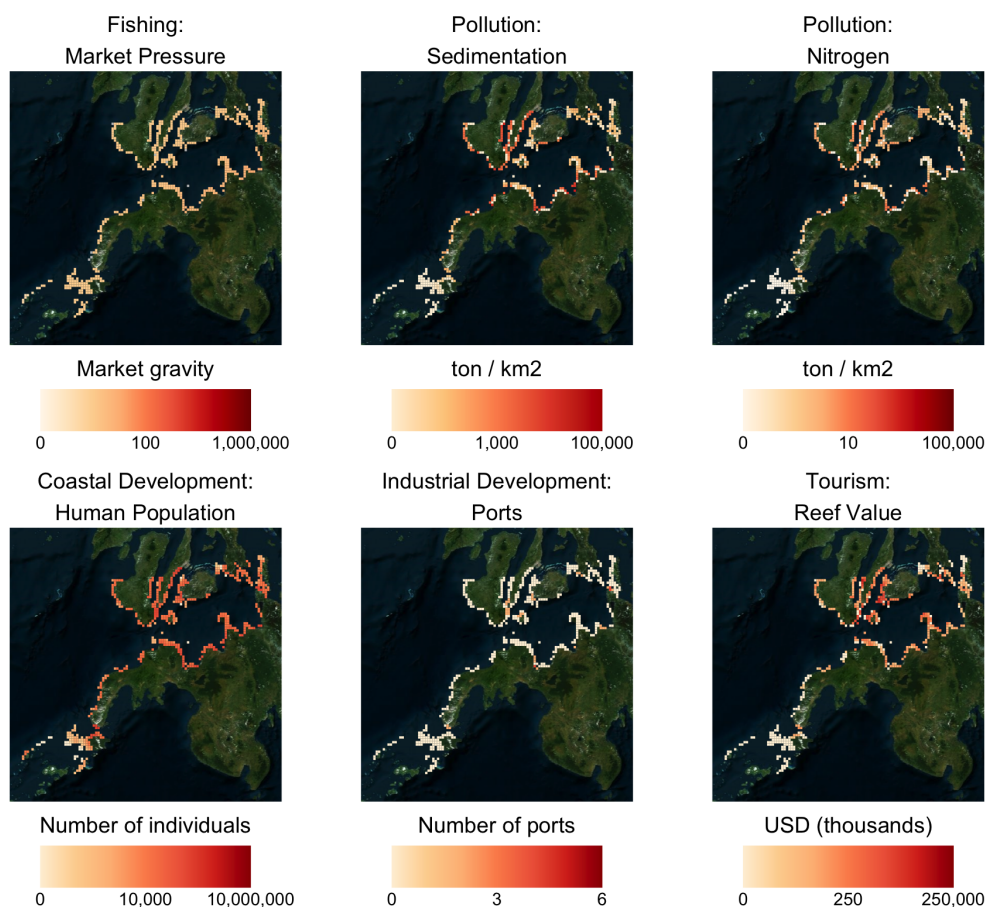 Fishing:
Market Pressure
Pollution:
Sedimentation
Pollution:
Nitrogen
Market gravity
0 100 1,000,000
ton / km2
0 1,000 100,000
ton / km2
0 10 100,000
Coastal Development:
Human Population
Industrial Development:
Ports
Tourism:
Reef Value
Number of individuals
0 10,000 10,000,000
Number of ports
0 3 6
USD (thousands)
0 250 250,000